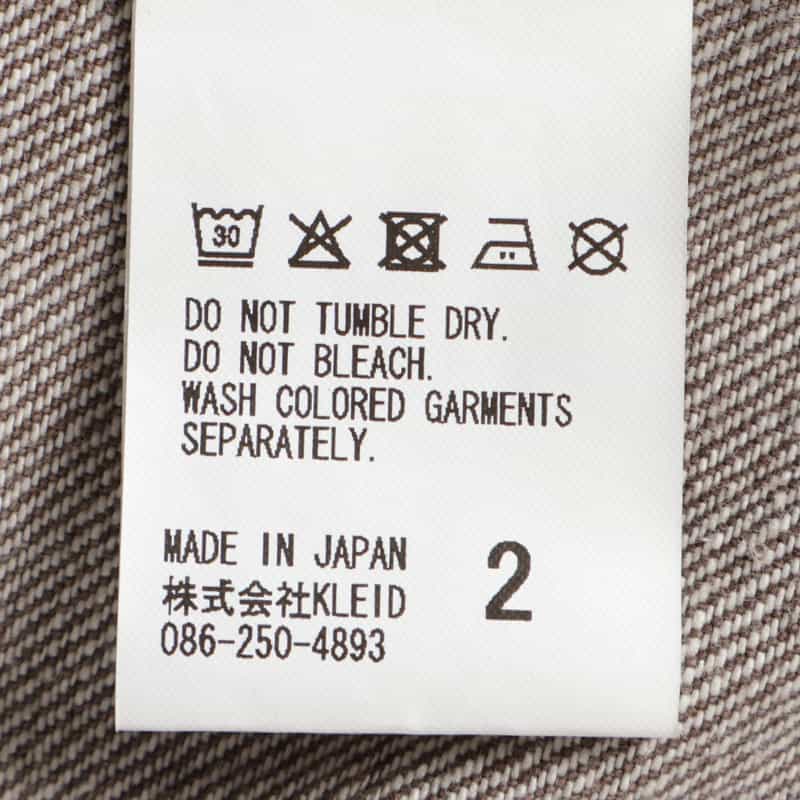 30
DO NOT TUMBLE DRY.
DO NOT BLEACH.
WASH COLORED GARMENTS
SEPARATELY.
MADE IN JAPAN
株式会社KLEID
086-250-4893
2